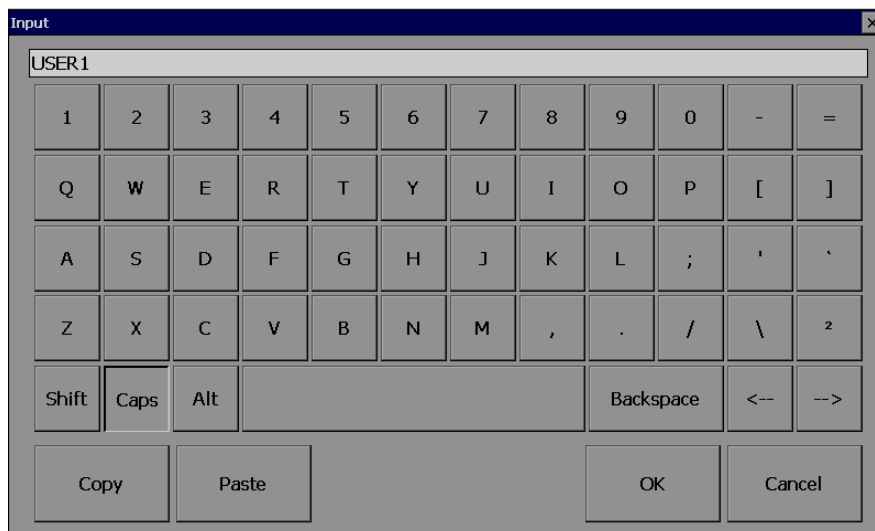 Input ×
USER1
1 2 3 4 5 6 7 8 9 0 - =
Q W E R T Y U I O P [ ]
A S D F G H J K L ; ' `
Z X C V B N M , . / \ ²
Shift Caps Alt Backspace <-- -->
Copy Paste OK Cancel